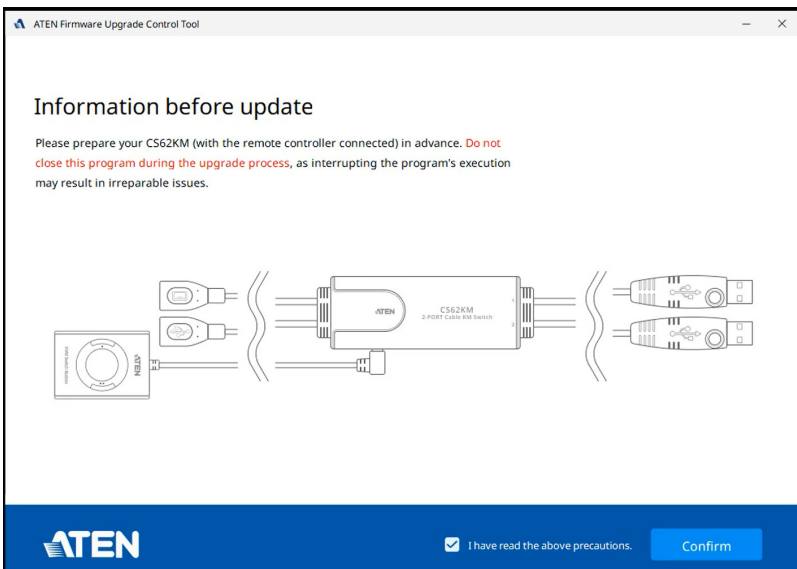 ATEN Firmware Upgrade Control Tool
Information before update
Please prepare your CS62KM (with the remote controller connected) in advance. Do not
close this program during the upgrade process, as interrupting the program's execution
may result in irreparable issues.
ATEN
CS62KM
2-PORT Cable KM Switch
1
2
ATEN
ATEN
I have read the above precautions.
Confirm